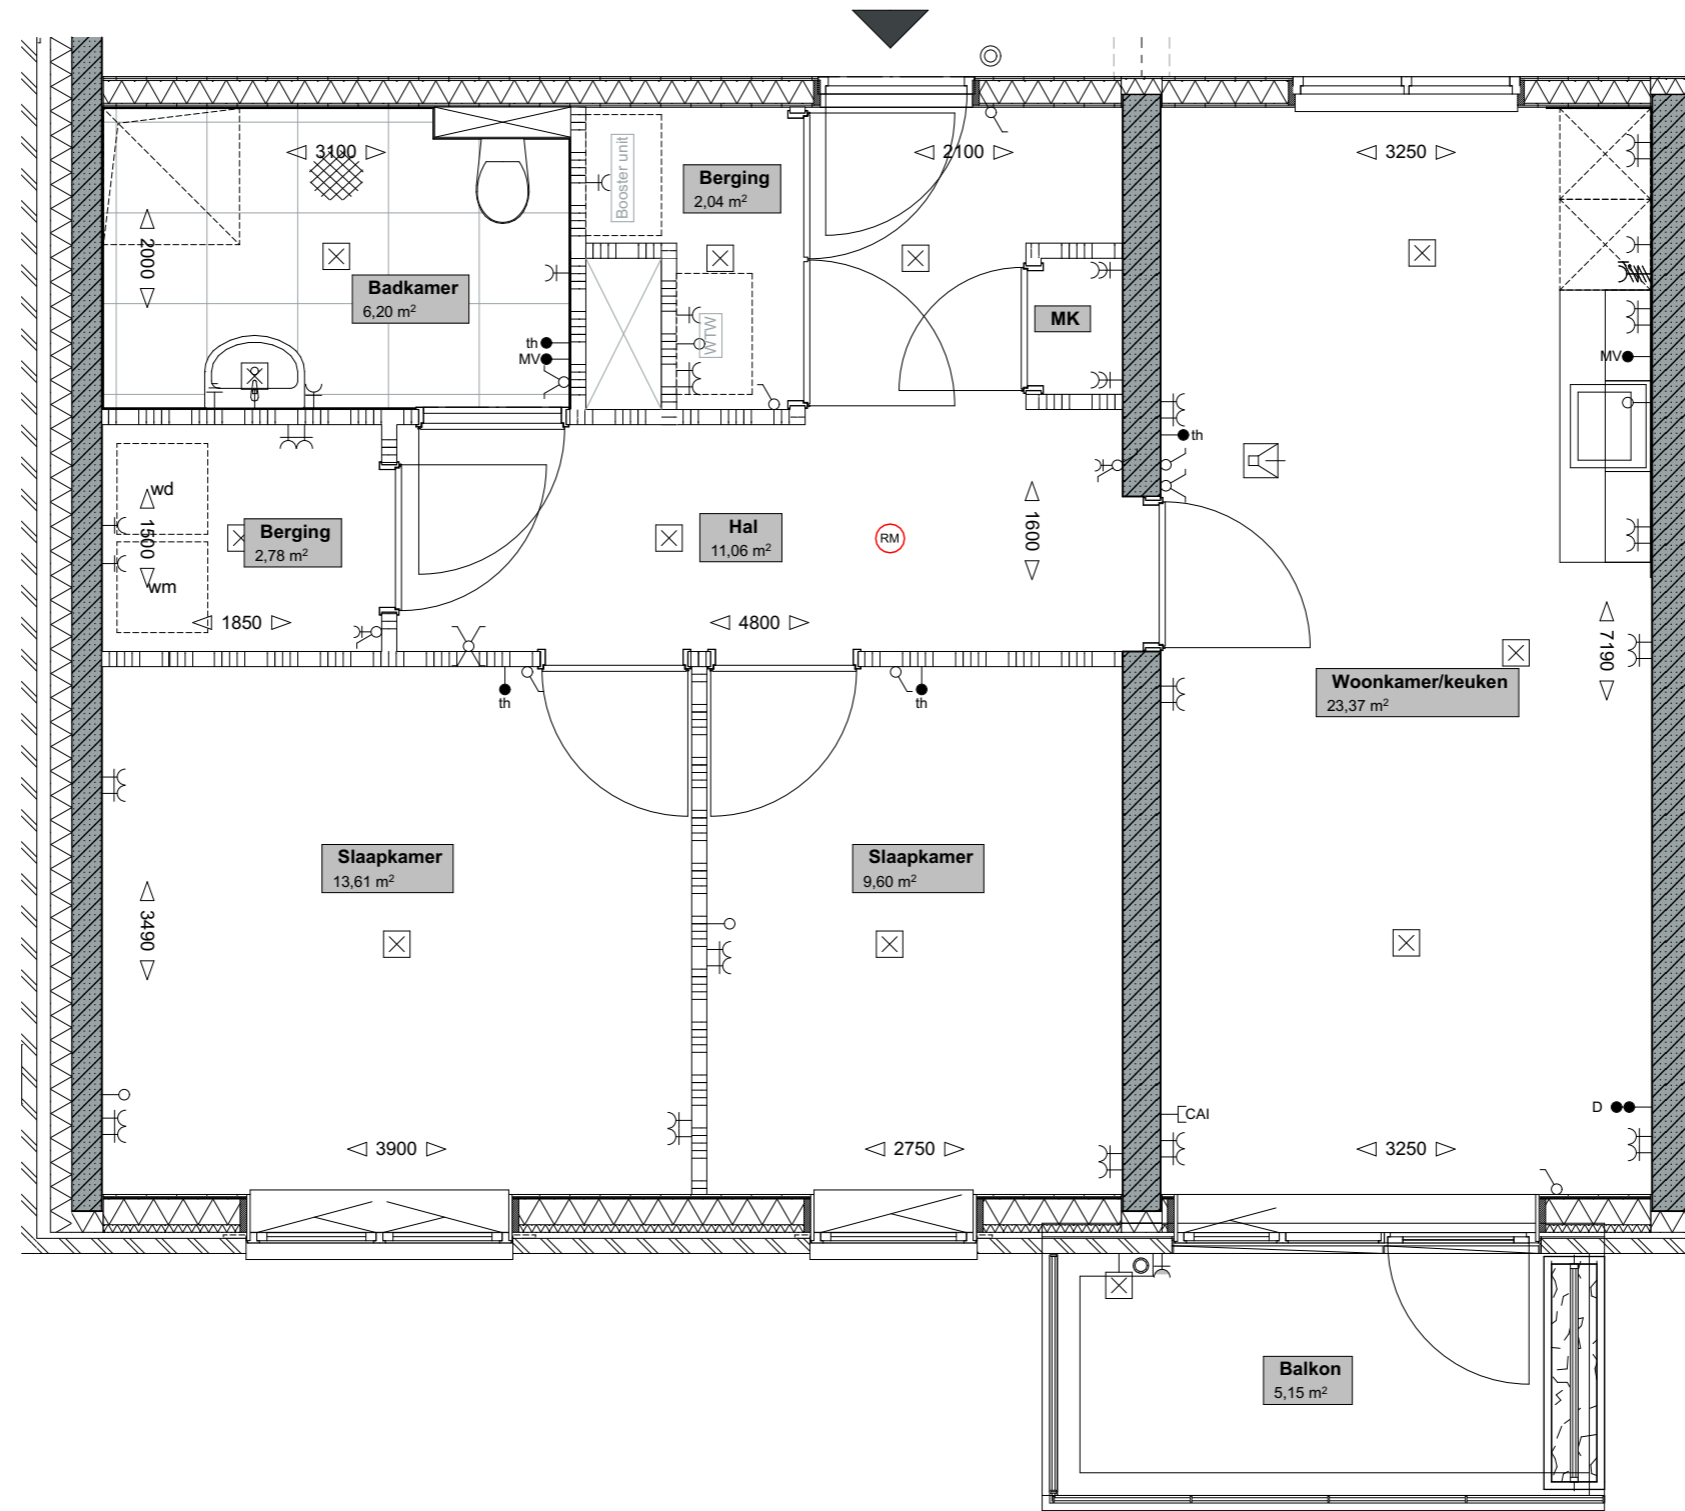 3100
2100
3250
Booster unit
Berging
2,04 m²
2000
Badkamer
6,20 m²
MK
WTW
th
MV
MV
th
wd
1500
wm
Berging
2,78 m²
Hal
11,06 m²
RM
1600
1850
4800
7190
Woonkamer/keuken
23,37 m²
th
th
Slaapkamer
13,61 m²
Slaapkamer
9,60 m²
3490
CAI
D
3900
2750
3250
Balkon
5,15 m²